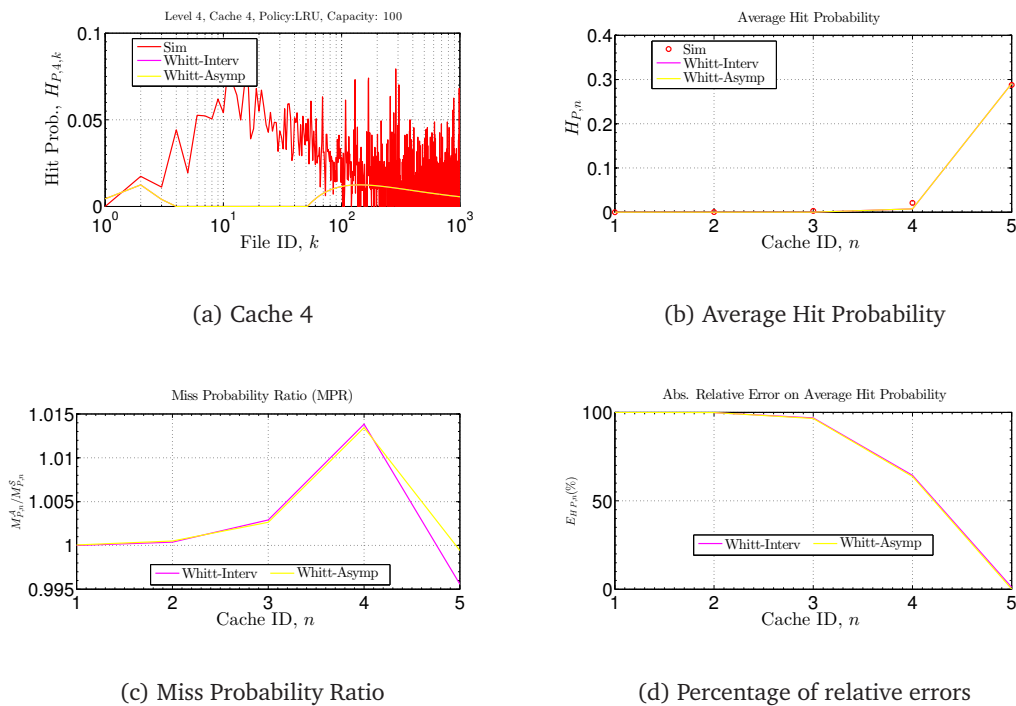 Level 4, Cache 4, Policy:LRU, Capacity: 100
Hit Prob., H_{P,4,k}
0.1
0.05
0
Sim
Whitt-Interv
Whitt-Asymp
10^0 10^1 10^2 10^3
File ID, k
(a) Cache 4
Average Hit Probability
H_{P,n}
0.4
0.3
0.2
0.1
0
Sim
Whitt-Interv
Whitt-Asymp
1 2 3 4 5
Cache ID, n
(b) Average Hit Probability
Miss Probability Ratio (MPR)
M^A_{P,n}/M^S_{P,n}
1.015
1.01
1.005
1
0.995
Whitt-Interv Whitt-Asymp
1 2 3 4 5
Cache ID, n
(c) Miss Probability Ratio
Abs. Relative Error on Average Hit Probability
E_{HP,n}(%)
100
50
0
Whitt-Interv Whitt-Asymp
1 2 3 4 5
Cache ID, n
(d) Percentage of relative errors